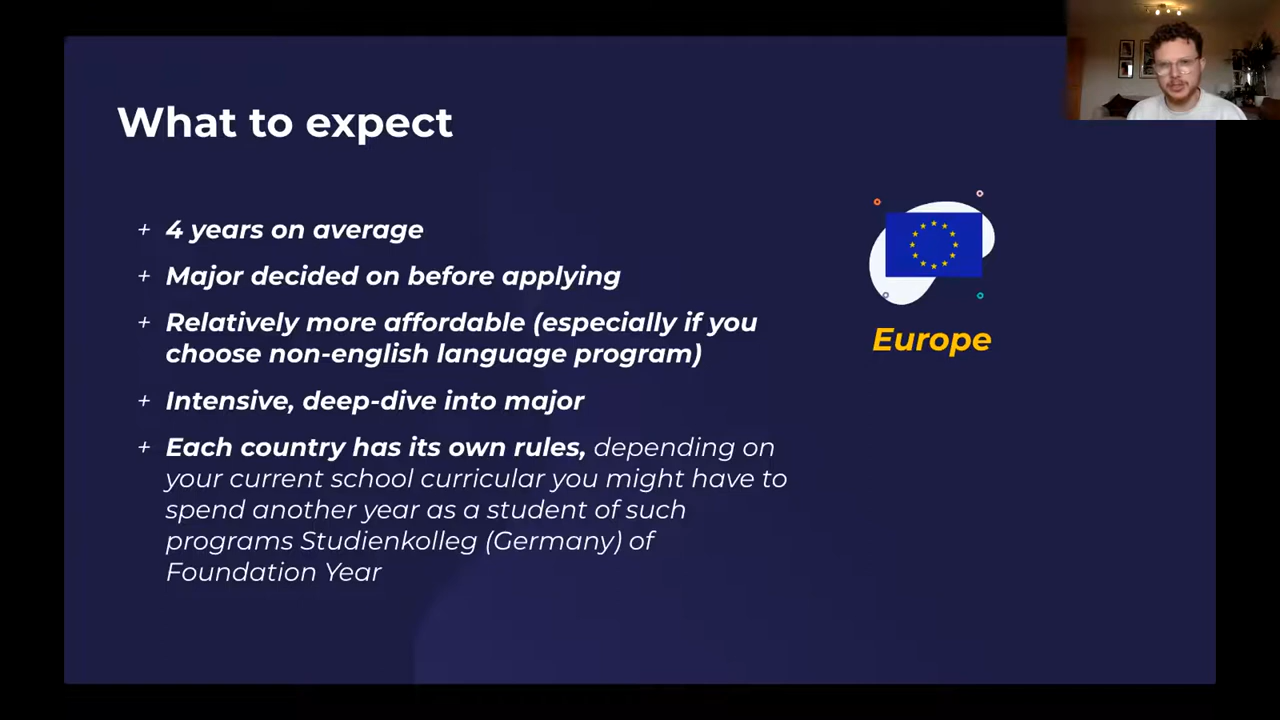 What to expect
+ 4 years on average
+ Major decided on before applying
+ Relatively more affordable (especially if you
choose non-english language program)
+ Intensive, deep-dive into major
+ Each country has its own rules, depending on
your current school curricular you might have to
spend another year as a student of such
programs Studienkolleg (Germany) of
Foundation Year
Europe